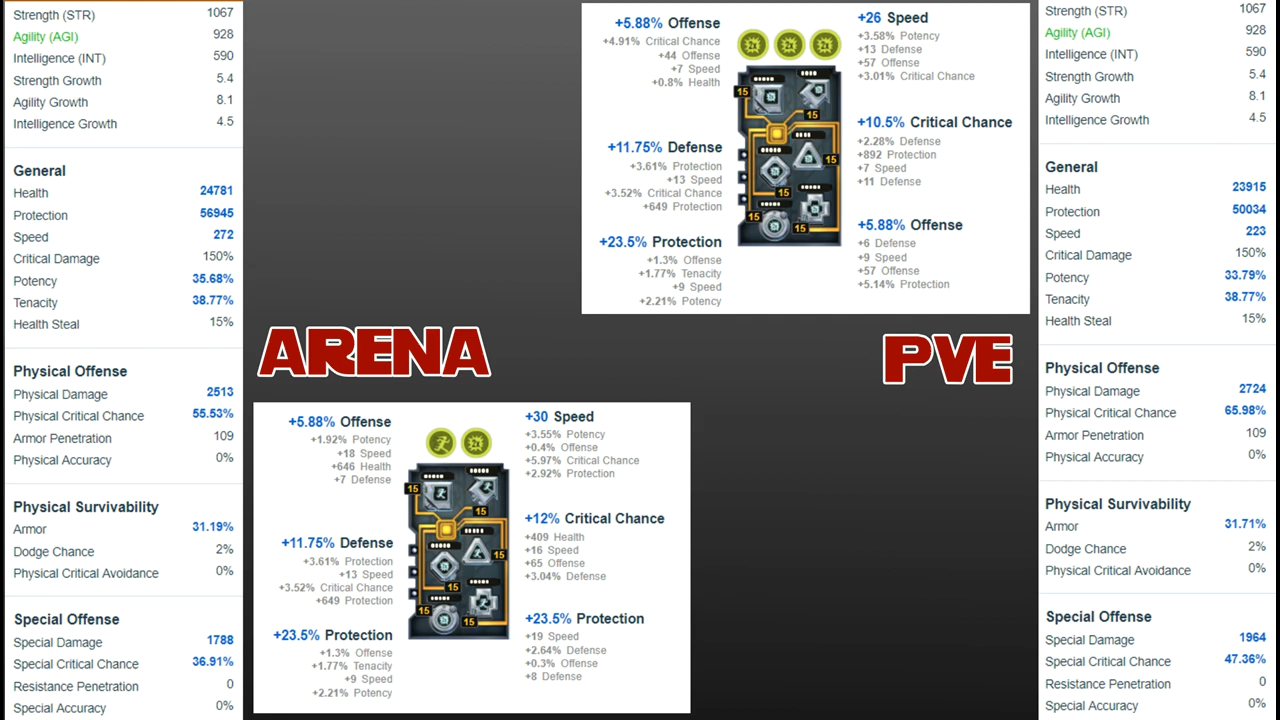 Strength (STR) 1067
Agility (AGI) 928
Intelligence (INT) 590
Strength Growth 5.4
Agility Growth 8.1
Intelligence Growth 4.5
General
Health 24781
Protection 56945
Speed 272
Critical Damage 150%
Potency 35.68%
Tenacity 38.77%
Health Steal 15%
Physical Offense
Physical Damage 2513
Physical Critical Chance 55.53%
Armor Penetration 109
Physical Accuracy 0%
Physical Survivability
Armor 31.19%
Dodge Chance 2%
Physical Critical Avoidance 0%
Special Offense
Special Damage 1788
Special Critical Chance 36.91%
Resistance Penetration 0
Special Accuracy 0%
+5.88% Offense
+4.91% Critical Chance
+44 Offense
+7 Speed
+0.8% Health
+11.75% Defense
+3.61% Protection
+13 Speed
+3.52% Critical Chance
+649 Protection
+23.5% Protection
+1.3% Offense
+1.77% Tenacity
+9 Speed
+2.21% Potency
15
15
15
15
15
15
+26 Speed
+3.58% Potency
+13 Defense
+57 Offense
+3.01% Critical Chance
+10.5% Critical Chance
+2.28% Defense
+892 Protection
+7 Speed
+11 Defense
+5.88% Offense
+6 Defense
+9 Speed
+57 Offense
+5.14% Protection
ARENA
PVE
+5.88% Offense
+1.92% Potency
+18 Speed
+646 Health
+7 Defense
+11.75% Defense
+3.61% Protection
+13 Speed
+3.52% Critical Chance
+649 Protection
+23.5% Protection
+1.3% Offense
+1.77% Tenacity
+9 Speed
+2.21% Potency
15
15
15
15
15
15
+30 Speed
+3.55% Potency
+0.4% Offense
+5.97% Critical Chance
+2.92% Protection
+12% Critical Chance
+409 Health
+16 Speed
+65 Offense
+3.04% Defense
+23.5% Protection
+19 Speed
+2.64% Defense
+0.3% Offense
+8 Defense
Strength (STR) 1067
Agility (AGI) 928
Intelligence (INT) 590
Strength Growth 5.4
Agility Growth 8.1
Intelligence Growth 4.5
General
Health 23915
Protection 50034
Speed 223
Critical Damage 150%
Potency 33.79%
Tenacity 38.77%
Health Steal 15%
Physical Offense
Physical Damage 2724
Physical Critical Chance 65.98%
Armor Penetration 109
Physical Accuracy 0%
Physical Survivability
Armor 31.71%
Dodge Chance 2%
Physical Critical Avoidance 0%
Special Offense
Special Damage 1964
Special Critical Chance 47.36%
Resistance Penetration 0
Special Accuracy 0%